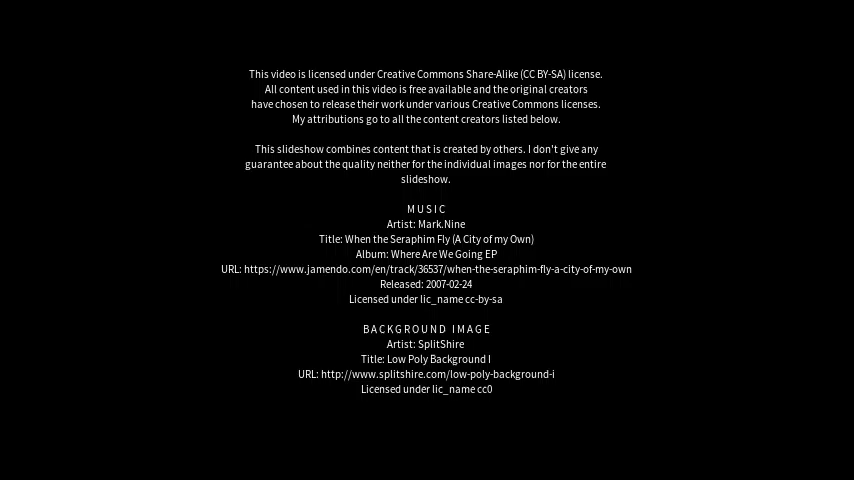 This video is licensed under Creative Commons Share-Alike (CC BY-SA) license.
All content used in this video is free available and the original creators
have chosen to release their work under various Creative Commons licenses.
My attributions go to all the content creators listed below.
This slideshow combines content that is created by others. I don't give any
guarantee about the quality neither for the individual images nor for the entire
slideshow.
MUSIC
Artist: Mark.Nine
Title: When the Seraphim Fly (A City of my Own)
Album: Where Are We Going EP
URL: https://www.jamendo.com/en/track/36537/when-the-seraphim-fly-a-city-of-my-own
Released: 2007-02-24
Licensed under lic_name cc-by-sa
BACKGROUND IMAGE
Artist: SplitShire
Title: Low Poly Background I
URL: http://www.splitshire.com/low-poly-background-i
Licensed under lic_name cc0